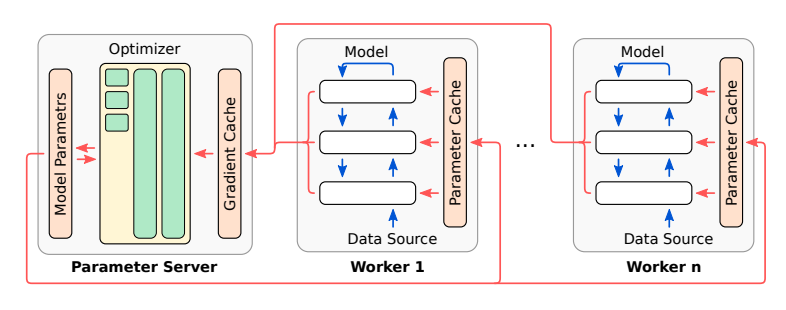 Optimizer
Model Parametrs
Gradient Cache
Parameter Server
Model
Parameter Cache
Data Source
Worker 1
...
Model
Parameter Cache
Data Source
Worker n